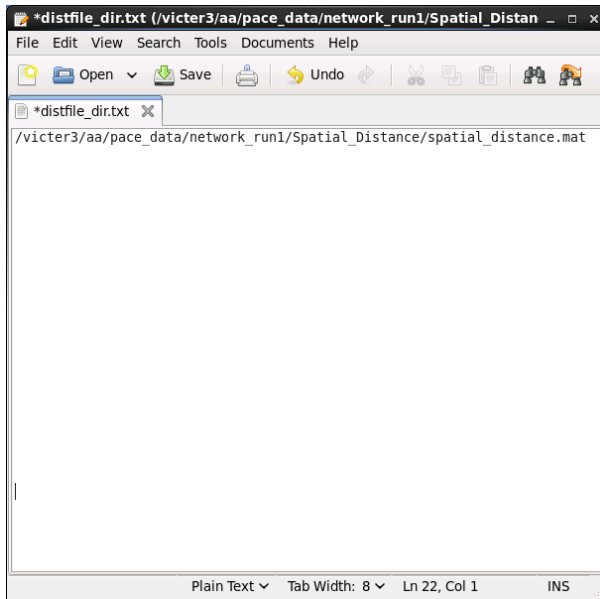 *distfile_dir.txt (/victer3/aa/pace_data/network_run1/Spatial_Distan
File Edit View Search Tools Documents Help
Open Save Undo
*distfile_dir.txt
/victer3/aa/pace_data/network_run1/Spatial_Distance/spatial_distance.mat
Plain Text Tab Width: 8 Ln 22, Col 1 INS